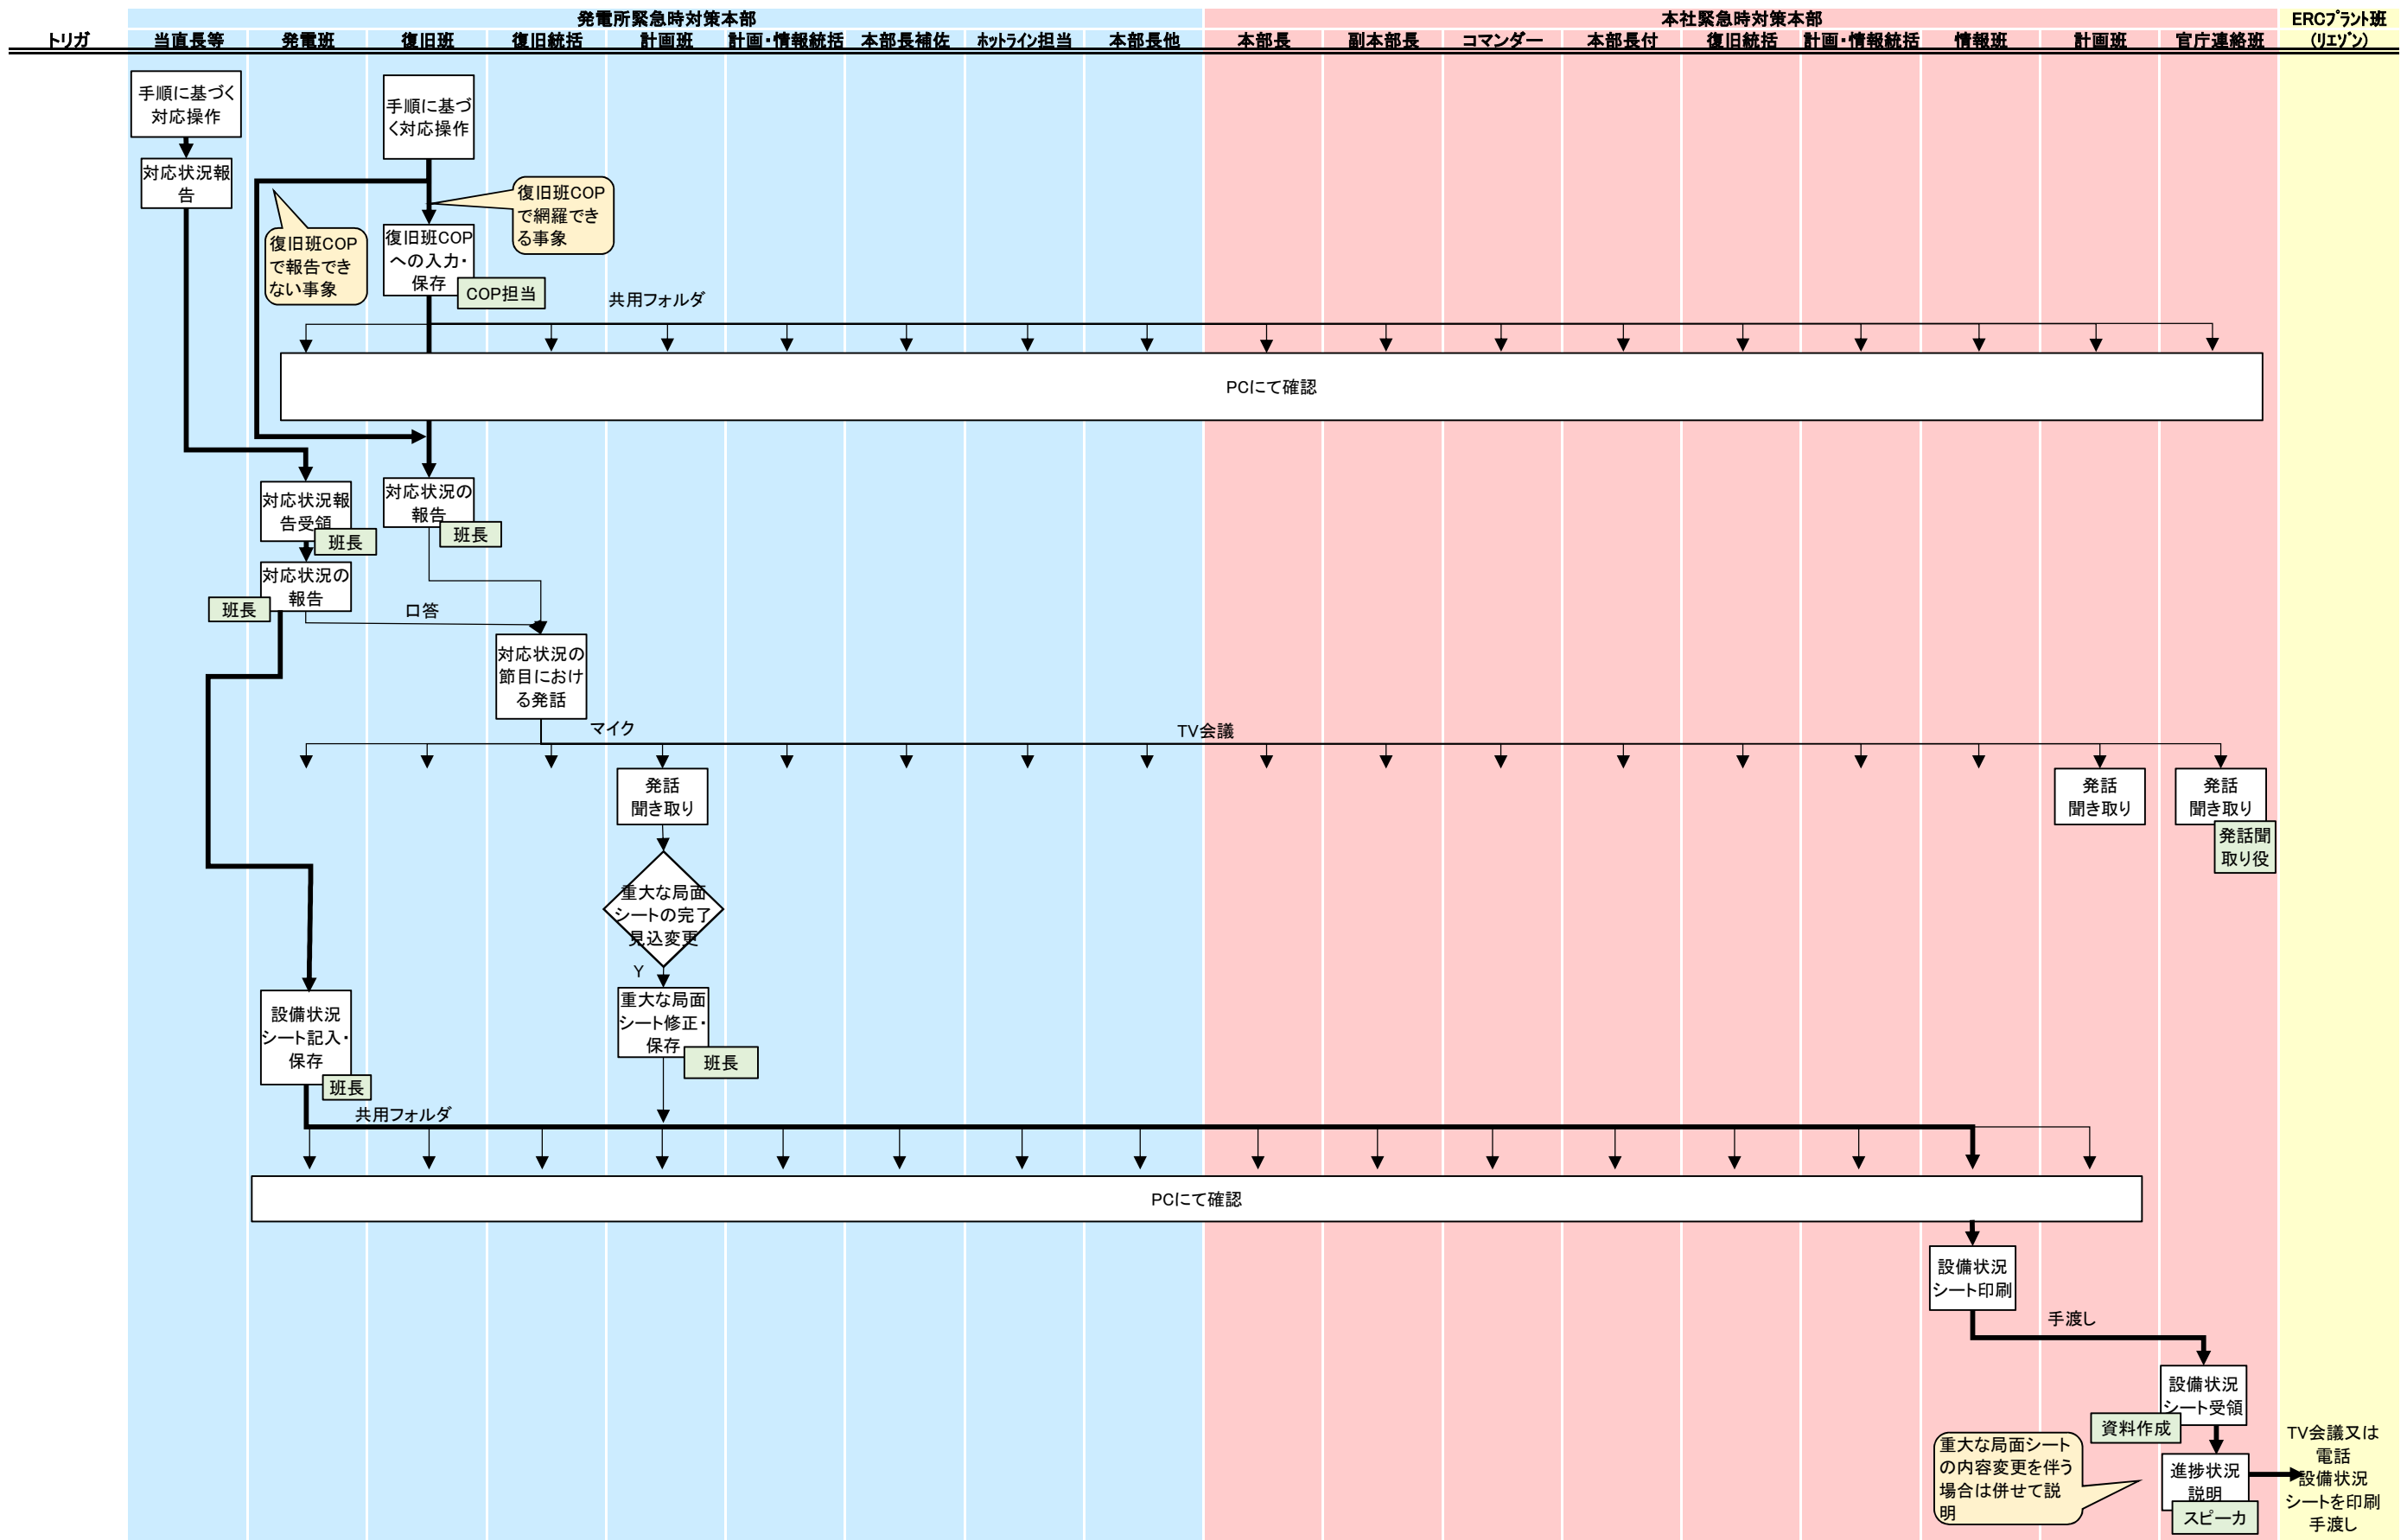 発電所緊急時対策本部
本社緊急時対策本部
ERCプラント班
(リエゾン)
トリガ
当直長等
発電班
復旧班
復旧統括
計画班
計画・情報統括
本部長補佐
ホットライン担当
本部長他
本部長
副本部長
コマンダー
本部長付
復旧統括
計画・情報統括
情報班
計画班
官庁連絡班
手順に基づく
対応操作
手順に基づ
く対応操作
対応状況報
告
復旧班COP
で網羅でき
る事象
復旧班COP
で報告でき
ない事象
復旧班COP
への入力・
保存
COP担当
共用フォルダ
PCにて確認
対応状況報
告受領
班長
対応状況の
報告
班長
対応状況の
報告
班長
口答
対応状況の
節目におけ
る発話
マイク
TV会議
発話
聞き取り
発話
聞き取り
発話
聞き取り
発話聞
取り役
重大な局面
シートの完了
見込変更
Y
重大な局面
シート修正・
保存
班長
設備状況
シート記入・
保存
班長
共用フォルダ
PCにて確認
設備状況
シート印刷
手渡し
設備状況
シート受領
資料作成
重大な局面シート
の内容変更を伴う
場合は併せて説
明
進捗状況
説明
スピーカ
TV会議又は
電話
設備状況
シートを印刷
手渡し